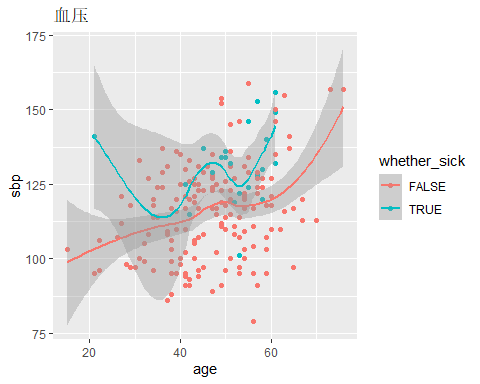 血压
175
150
125
100
75
sbp
20
40
60
age
whether_sick
FALSE
TRUE